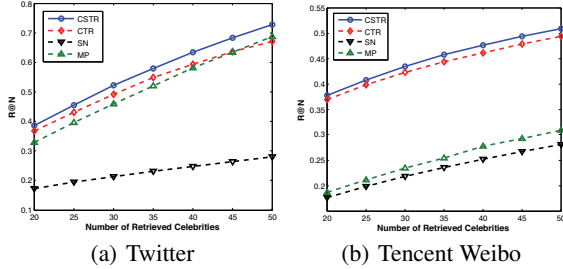 0.8
0.7
0.6
0.5
0.4
0.3
0.2
0.1
R@N
CSTR
CTR
SN
MP
20 25 30 35 40 45 50
Number of Retrieved Celebrities
(a) Twitter
0.55
0.5
0.45
0.4
0.35
0.3
0.25
0.2
R@N
CSTR
CTR
SN
MP
20 25 30 35 40 45 50
Number of Retrieved Celebrities
(b) Tencent Weibo